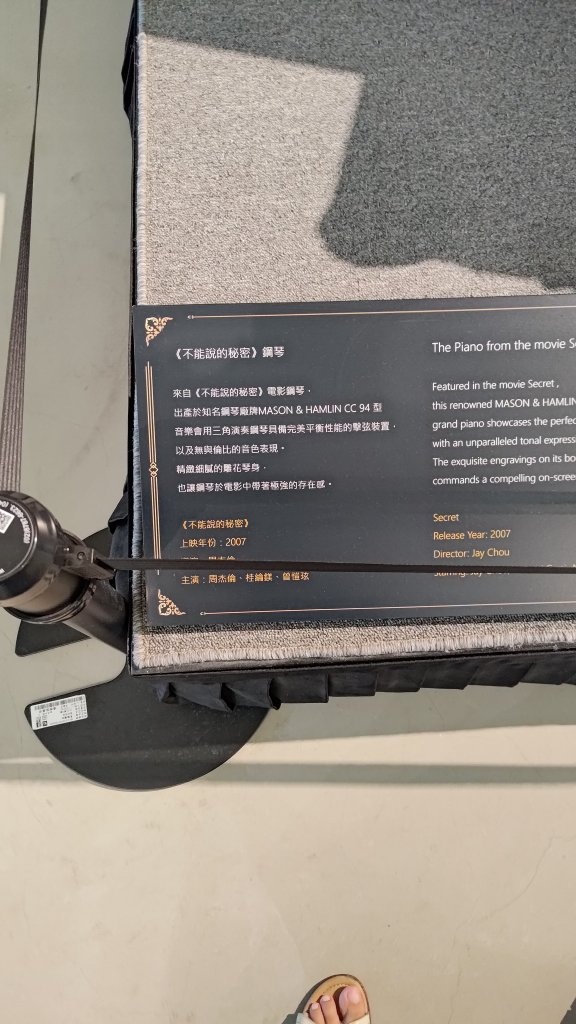 《不能說的秘密》鋼琴
來自《不能說的秘密》電影鋼琴，
出產於知名鋼琴廠牌MASON & HAMLIN CC 94 型
音樂會用三角演奏鋼琴具備完美平衡性能的擊弦裝置，
以及無與倫比的音色表現。
精緻細膩的雕花琴身，
也讓鋼琴於電影中帶著極強的存在感。
《不能說的秘密》
上映年份：2007
主演：周杰倫、桂綸鎂、曾愷玹
The Piano from the movie
Featured in the movie Secret ,
this renowned MASON & HAMLIN
grand piano showcases the
with an unparalleled tonal
The exquisite engravings on its
commands a compelling
Secret
Release Year: 2007
Director: Jay Chou